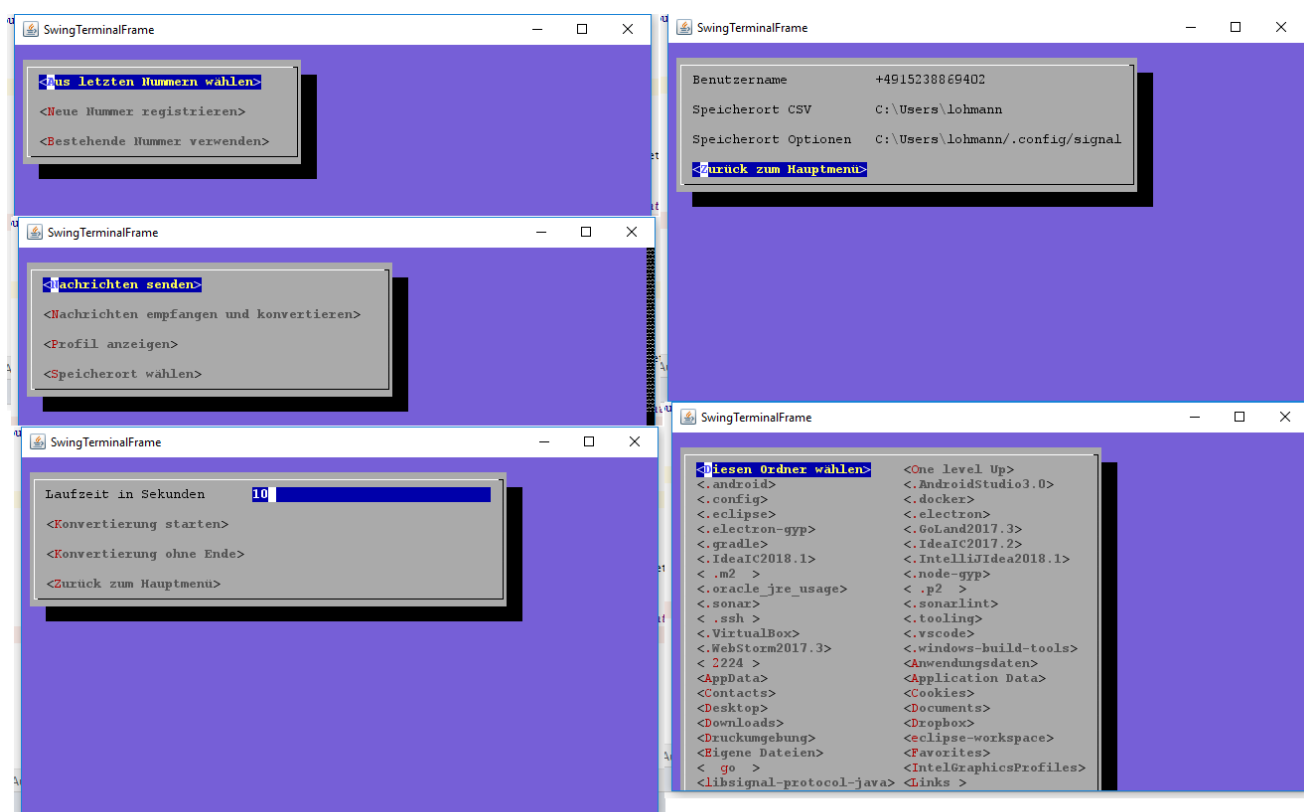 SwingTerminalFrame
<Aus letzten Nummern wählen>
<Neue Nummer registrieren>
<Bestehende Nummer verwenden>
SwingTerminalFrame
<Nachrichten senden>
<Nachrichten empfangen und konvertieren>
<Profil anzeigen>
<Speicherort wählen>
SwingTerminalFrame
Laufzeit in Sekunden 10
<Konvertierung starten>
<Konvertierung ohne Ende>
<Zurück zum Hauptmenü>
SwingTerminalFrame
Benutzername +4915238869402
Speicherort CSV C:\Users\lohmann
Speicherort Optionen C:\Users\lohmann/.config/signal
<Zurück zum Hauptmenü>
SwingTerminalFrame
<Diesen Ordner wählen> <One level Up>
<.android> <.AndroidStudio3.0>
<.config> <.docker>
<.eclipse> <.electron>
<.electron-gyp> <.GoLand2017.3>
<.gradle> <.IdeaIC2017.2>
<.IdeaIC2018.1> <.IntelliJIdea2018.1>
< .m2 > <.node-gyp>
<.oracle_jre_usage> < .p2 >
<.sonar> <.sonarlint>
< .ssh > <.tooling>
<.VirtualBox> <.vscode>
<.WebStorm2017.3> <.windows-build-tools>
< 2224 > <Anwendungsdaten>
<AppData> <Application Data>
<Contacts> <Cookies>
<Desktop> <Documents>
<Downloads> <Dropbox>
<Druckumgebung> <eclipse-workspace>
<Eigene Dateien> <Favorites>
< go > <IntelGraphicsProfiles>
<libsignal-protocol-java> <Links >